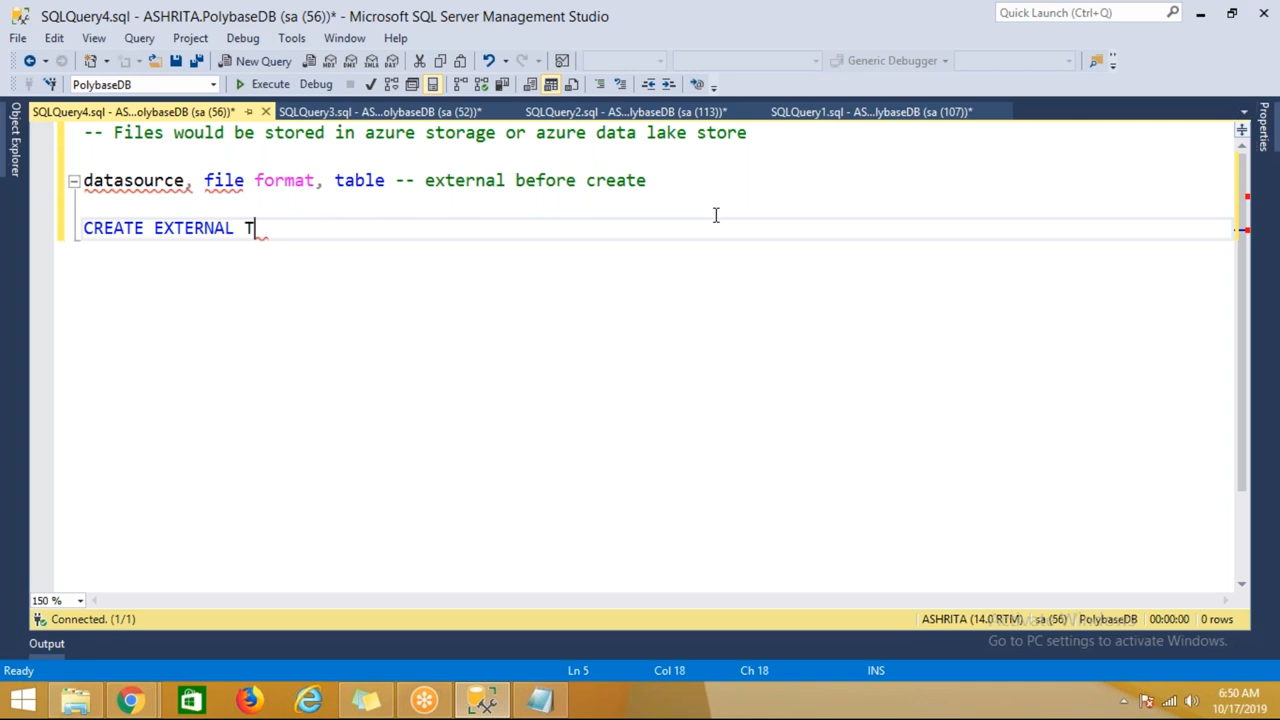 SQLQuery4.sql - ASHRITA.PolybaseDB (sa (56))* - Microsoft SQL Server Management Studio
Quick Launch (Ctrl+Q)
File Edit View Query Project Debug Tools Window Help
New Query
Generic Debugger
PolybaseDB
Execute Debug
SQLQuery4.sql - AS...olybaseDB (sa (56))*
SQLQuery3.sql - AS...olybaseDB (sa (52))*
SQLQuery2.sql - AS...lybaseDB (sa (113))*
SQLQuery1.sql - AS...lybaseDB (sa (107))*
Object Explorer
Properties
-- Files would be stored in azure storage or azure data lake store
datasource, file format, table -- external before create
CREATE EXTERNAL T
150 %
Connected. (1/1)
ASHRITA (14.0 RTM) sa (56) PolybaseDB 00:00:00 0 rows
Activate Windows
Go to PC settings to activate Windows.
Output
Ready
Ln 5
Col 18
Ch 18
INS
6:50 AM
10/17/2019